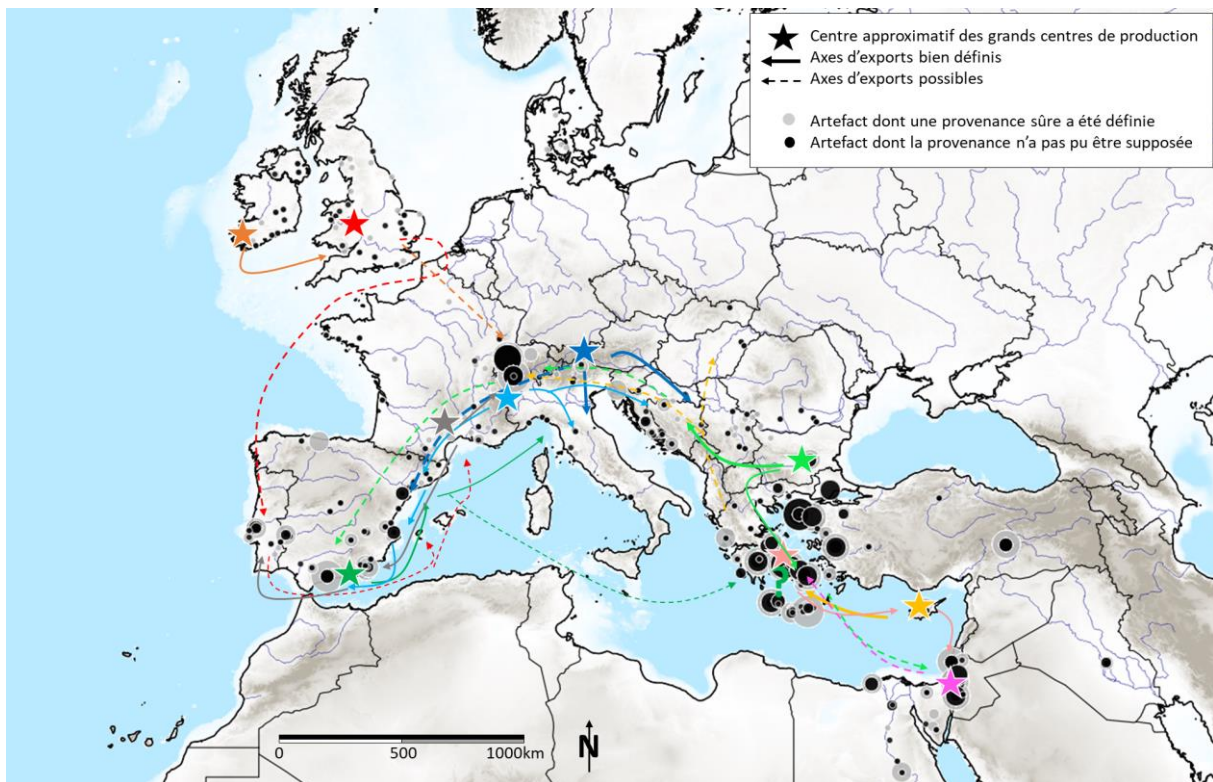 Centre approximatif des grands centres de production
Axes d'exports bien définis
Axes d'exports possibles
Artefact dont une provenance sûre a été définie
Artefact dont la provenance n'a pas pu être supposée
?
0 500 1000km
N